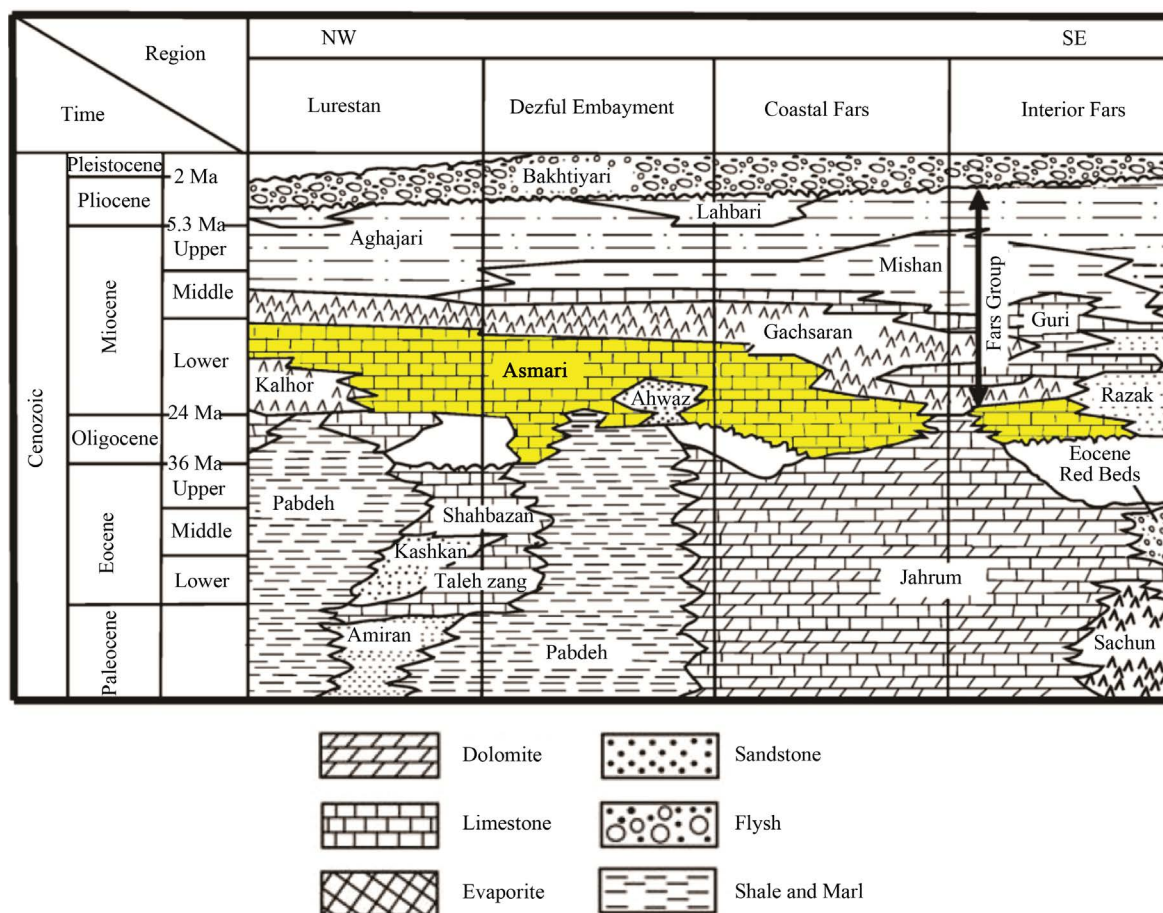 NW
SE
Region
Time
Lurestan
Dezful Embayment
Coastal Fars
Interior Fars
Cenozoic
Pleistocene
2 Ma
Pliocene
5.3 Ma
Miocene
Upper
Middle
Lower
24 Ma
Oligocene
36 Ma
Eocene
Upper
Middle
Lower
Paleocene
Bakhtiyari
Lahbari
Aghajari
Mishan
Fars Group
Guri
Gachsaran
Asmari
Kalhor
Ahwaz
Razak
Eocene
Red Beds
Pabdeh
Shahbazan
Kashkan
Taleh zang
Jahrum
Amiran
Pabdeh
Sachun
Dolomite
Sandstone
Limestone
Flysh
Evaporite
Shale and Marl